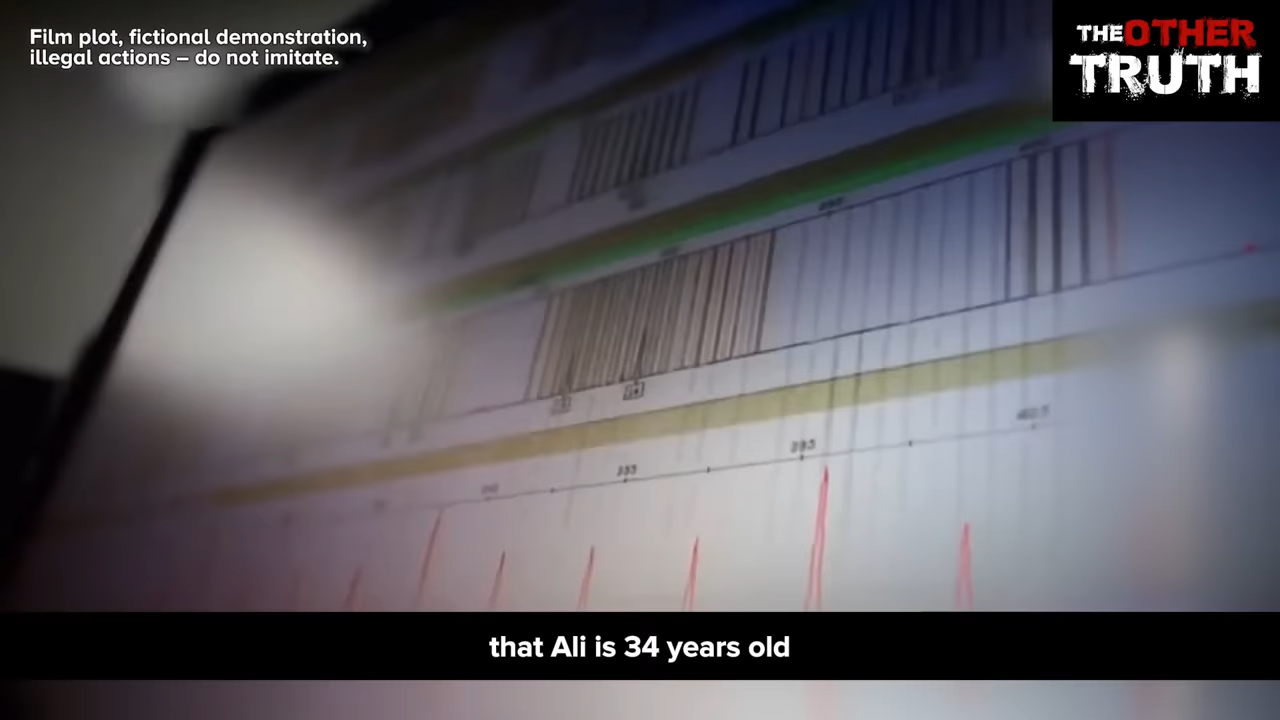 Film plot, fictional demonstration,
illegal actions – do not imitate.
THE OTHER
TRUTH
that Ali is 34 years old